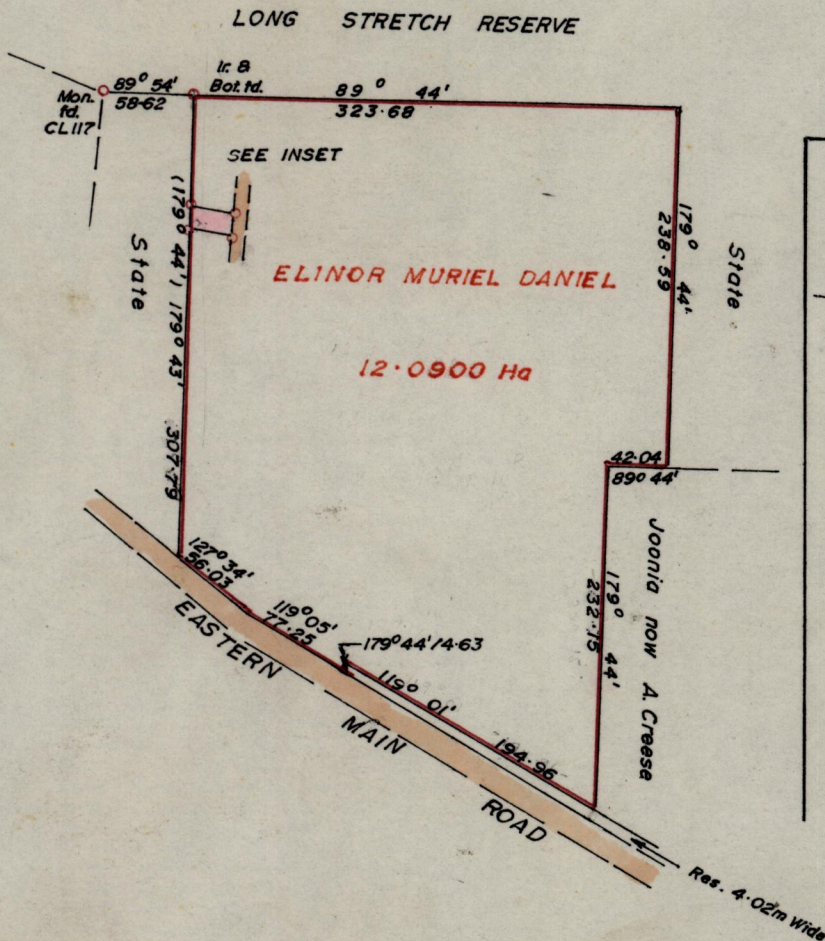 LONG STRETCH RESERVE
89° 54'
58·62
Mon.
fd.
CL117
Ir. &
Bot. fd.
89° 44'
323·68
SEE INSET
(179° 44') 179° 43'
307·79
State
ELINOR MURIEL DANIEL
12·0900 Ha
179° 44'
238·59
State
42·04
89° 44'
179° 44'
232·15
Joonia now A. Creese
127° 34'
56·03
119° 05'
77·25
179° 44' / 4·63
119° 01'
194·96
EASTERN MAIN ROAD
Res. 4·02m Wide